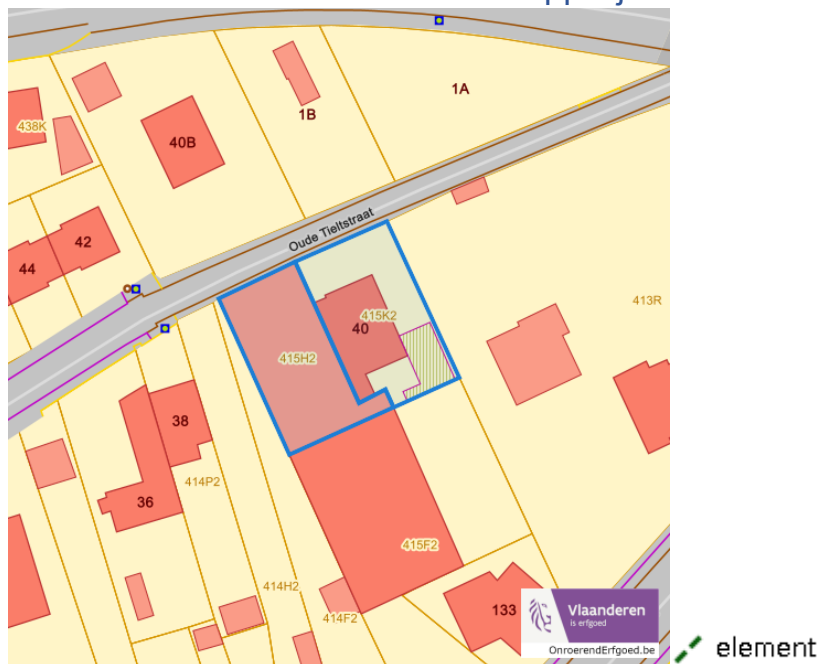 1A
1B
438K
40B
Oude Tieltstraat
42
44
413R
415K2
40
415H2
38
414P2
36
415F2
414H2
414F2
133
Vlaanderen
is erfgoed
OnroerendErfgoed.be
element